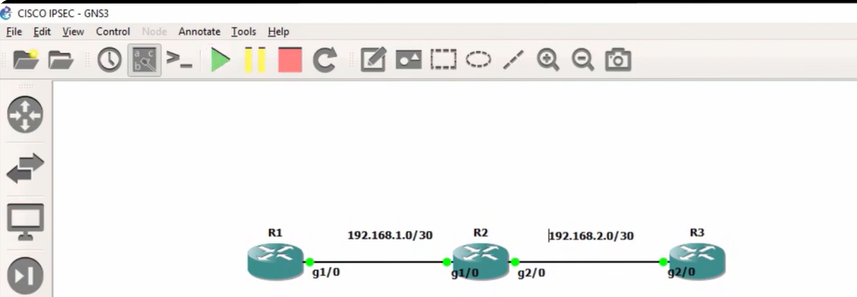 CISCO IPSEC - GNS3
File Edit View Control Node Annotate Tools Help
R1 192.168.1.0/30 R2 192.168.2.0/30 R3
g1/0 g1/0 g2/0 g2/0